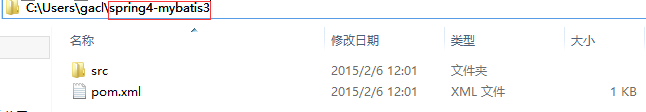 C:\Users\gacl\spring4-mybatis3
名称 修改日期 类型 大小
src 2015/2/6 12:01 文件夹
pom.xml 2015/2/6 12:01 XML 文件 1 KB